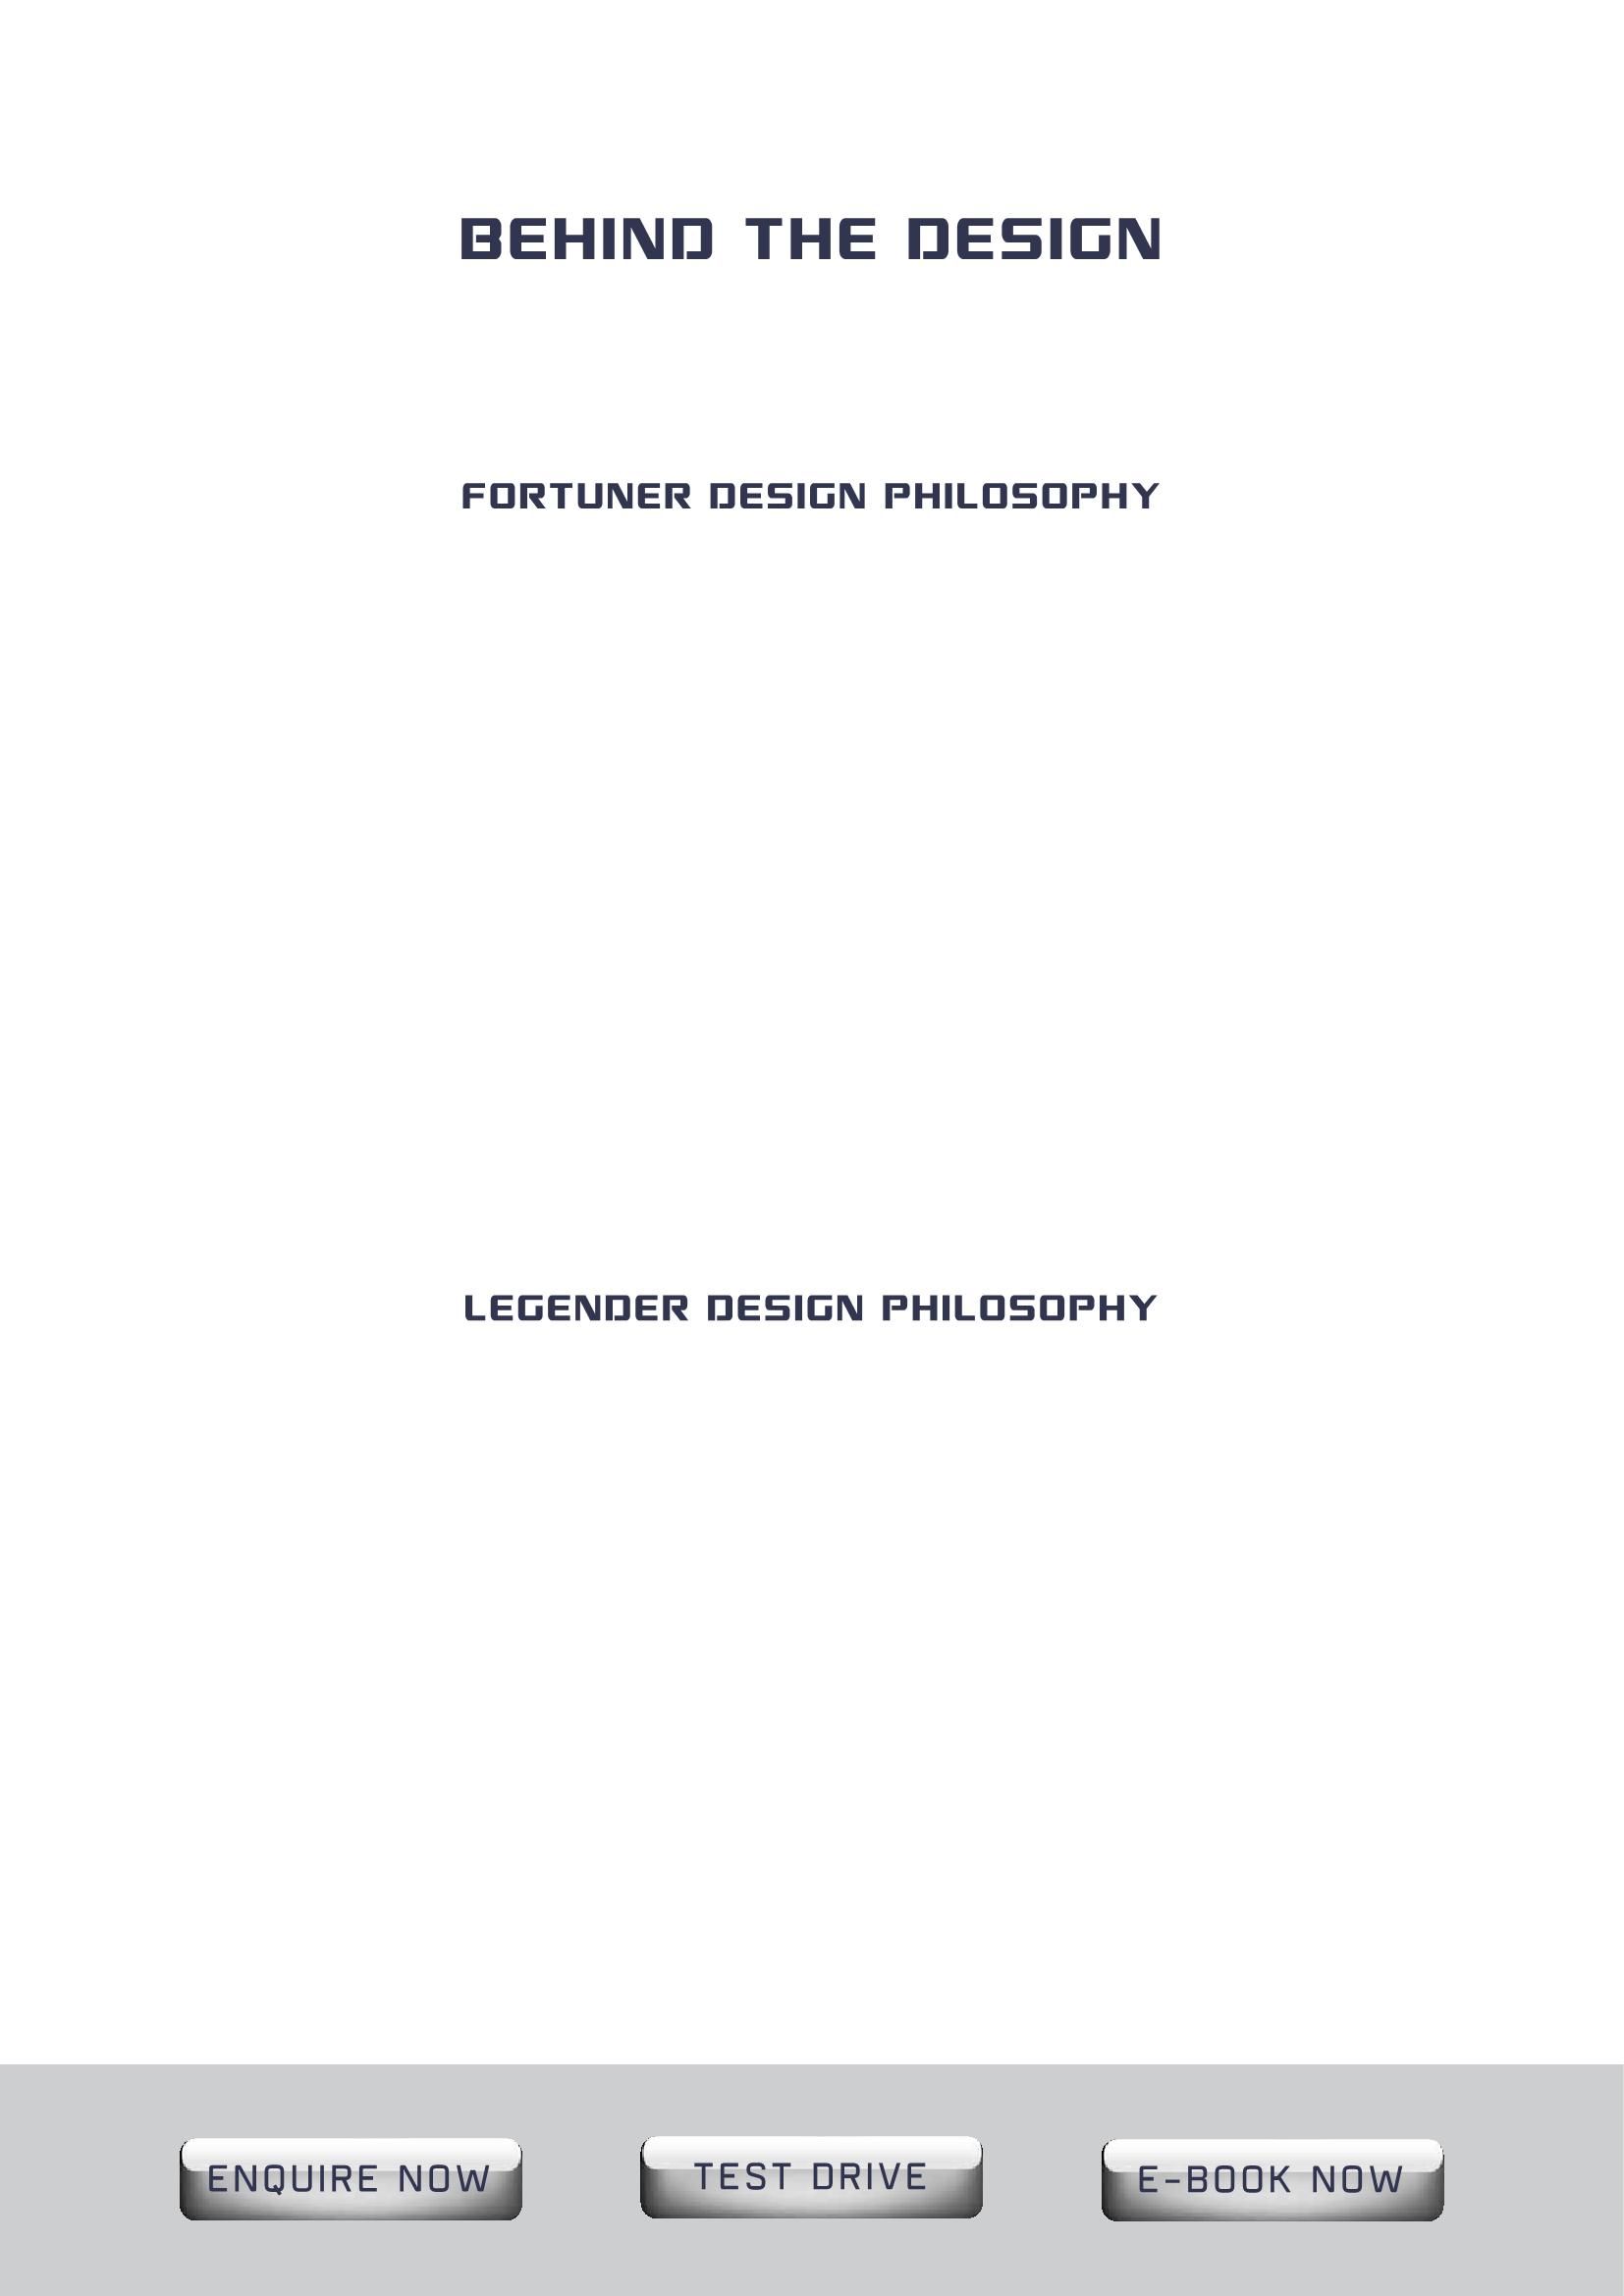 BEHIND THE DESIGN
FORTUNER DESIGN PHILOSOPHY
LEGENDER DESIGN PHILOSOPHY
ENQUIRE NOW
TEST DRIVE
E-BOOK NOW